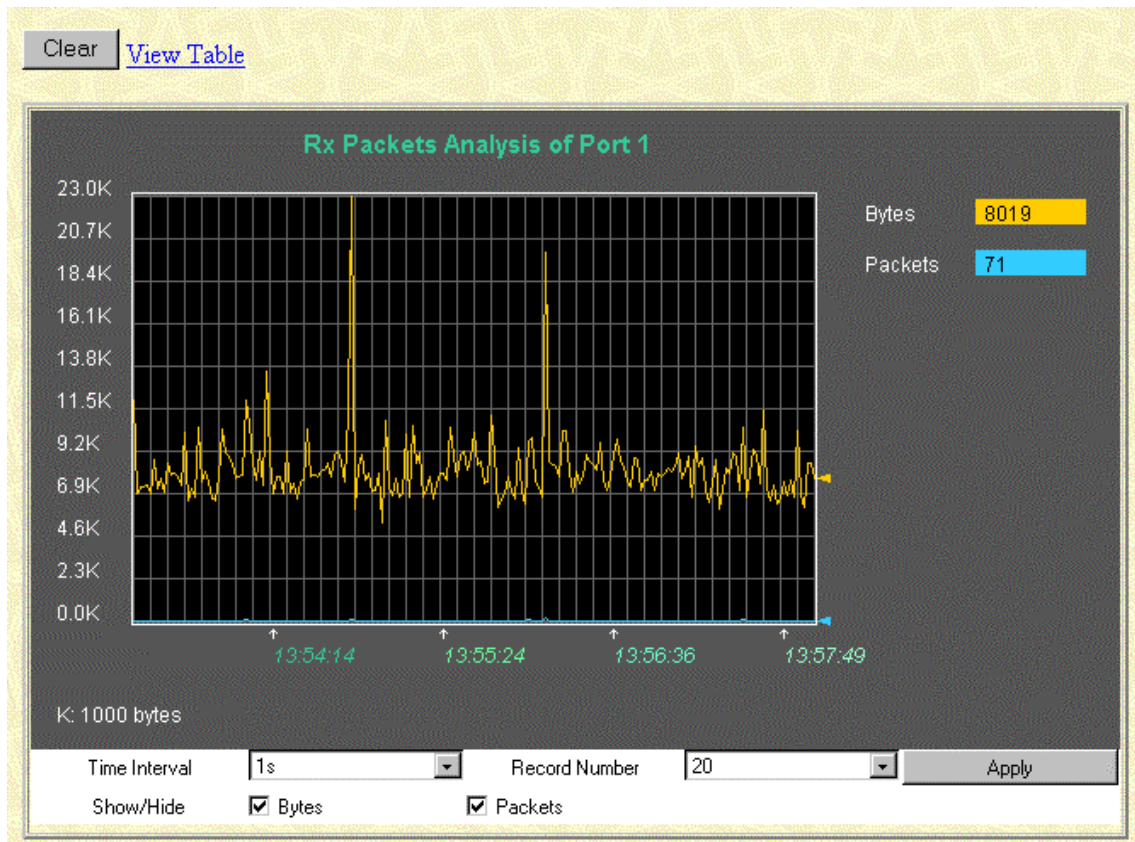 Clear View Table
Rx Packets Analysis of Port 1
23.0K
20.7K
18.4K
16.1K
13.8K
11.5K
9.2K
6.9K
4.6K
2.3K
0.0K
Bytes 8019
Packets 71
13:54:14 13:55:24 13:56:36 13:57:49
K: 1000 bytes
Time Interval 1s Record Number 20 Apply
Show/Hide Bytes Packets